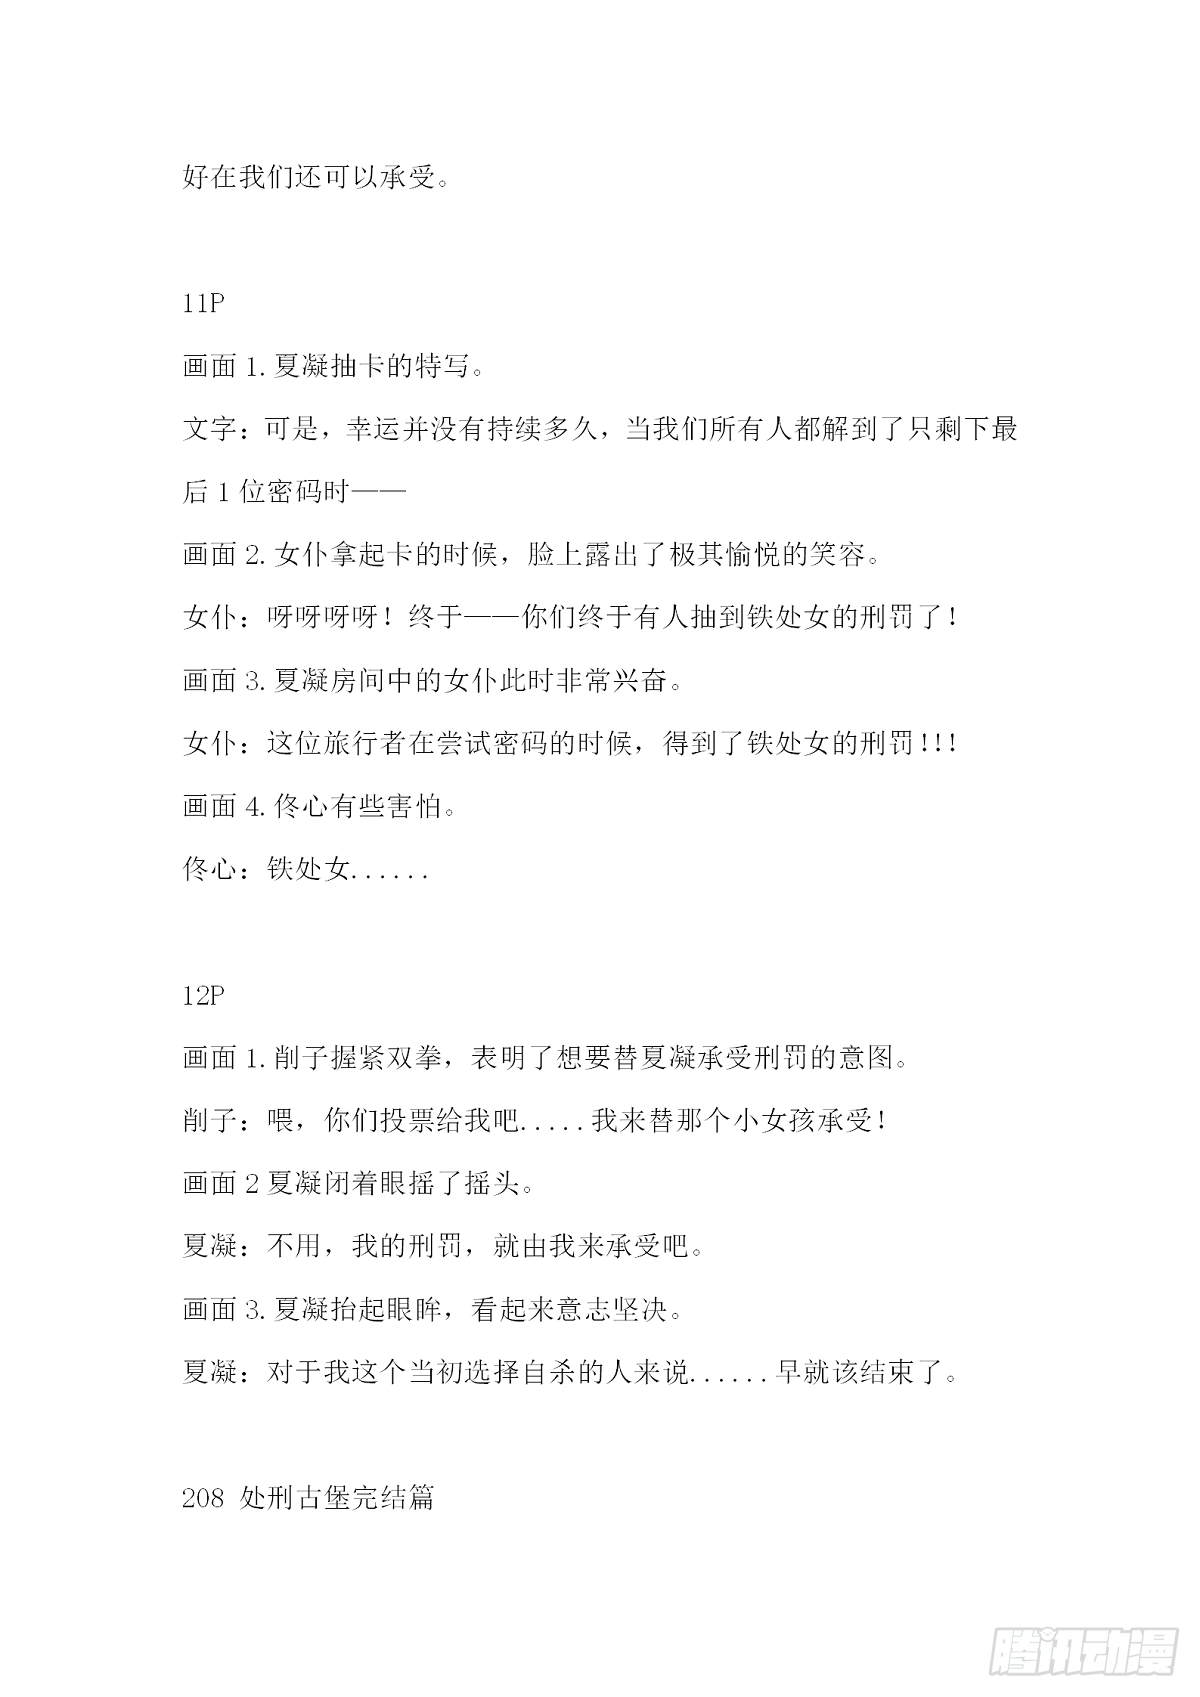 好在我们还可以承受。
11P
画面 1.夏凝抽卡的特写。
文字：可是，幸运并没有持续多久，当我们所有人都解到了只剩下最
后 1 位密码时——
画面 2.女仆拿起卡的时候，脸上露出了极其愉悦的笑容。
女仆：呀呀呀呀！终于——你们终于有人抽到铁处女的刑罚了！
画面 3.夏凝房间中的女仆此时非常兴奋。
女仆：这位旅行者在尝试密码的时候，得到了铁处女的刑罚!!!
画面 4.佟心有些害怕。
佟心：铁处女......
12P
画面 1.削子握紧双拳，表明了想要替夏凝承受刑罚的意图。
削子：喂，你们投票给我吧.....我来替那个小女孩承受！
画面 2 夏凝闭着眼摇了摇头。
夏凝：不用，我的刑罚，就由我来承受吧。
画面 3.夏凝抬起眼眸，看起来意志坚决。
夏凝：对于我这个当初选择自杀的人来说......早就该结束了。
208 处刑古堡完结篇
腾讯动漫